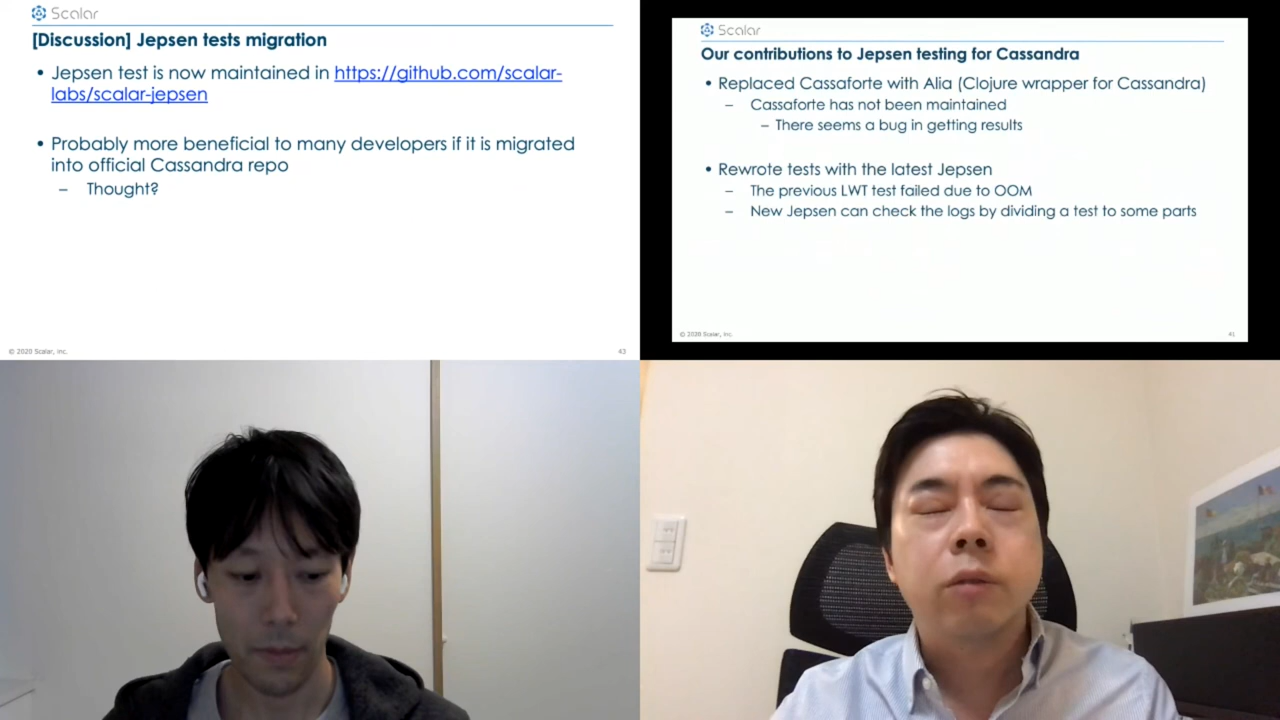 Scalar
[Discussion] Jepsen tests migration
• Jepsen test is now maintained in https://github.com/scalar-
labs/scalar-jepsen
• Probably more beneficial to many developers if it is migrated
into official Cassandra repo
– Thought?
© 2020 Scalar, inc.
43
Scalar
Our contributions to Jepsen testing for Cassandra
• Replaced Cassaforte with Alia (Clojure wrapper for Cassandra)
– Cassaforte has not been maintained
– There seems a bug in getting results
• Rewrote tests with the latest Jepsen
– The previous LWT test failed due to OOM
– New Jepsen can check the logs by dividing a test to some parts
© 2020 Scalar, inc.
41